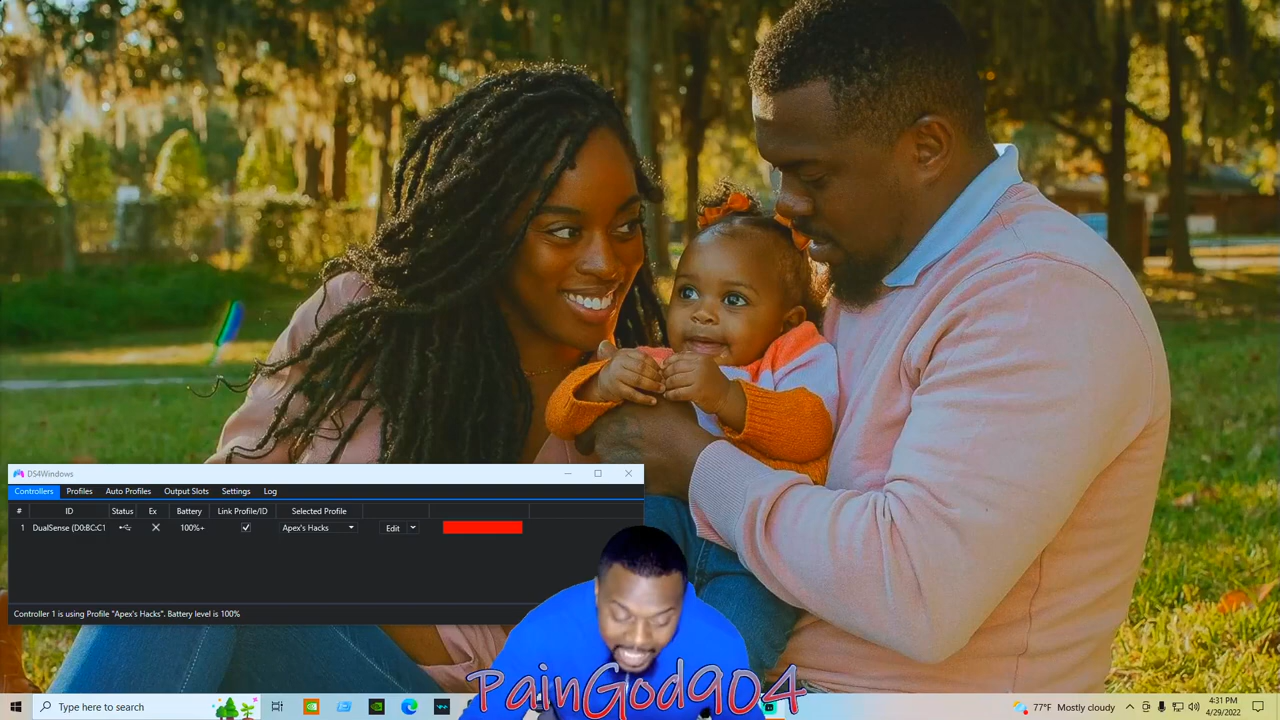 DS4Windows
Controllers Profiles Auto Profiles Output Slots Settings Log
# ID Status Ex Battery Link Profile/ID Selected Profile
1 DualSense (D0:BC:C1 100%+ Apex's Hacks Edit
Controller 1 is using Profile "Apex's Hacks". Battery level is 100%
PainGod904
Type here to search
77°F Mostly cloudy
4:31 PM
4/29/2022